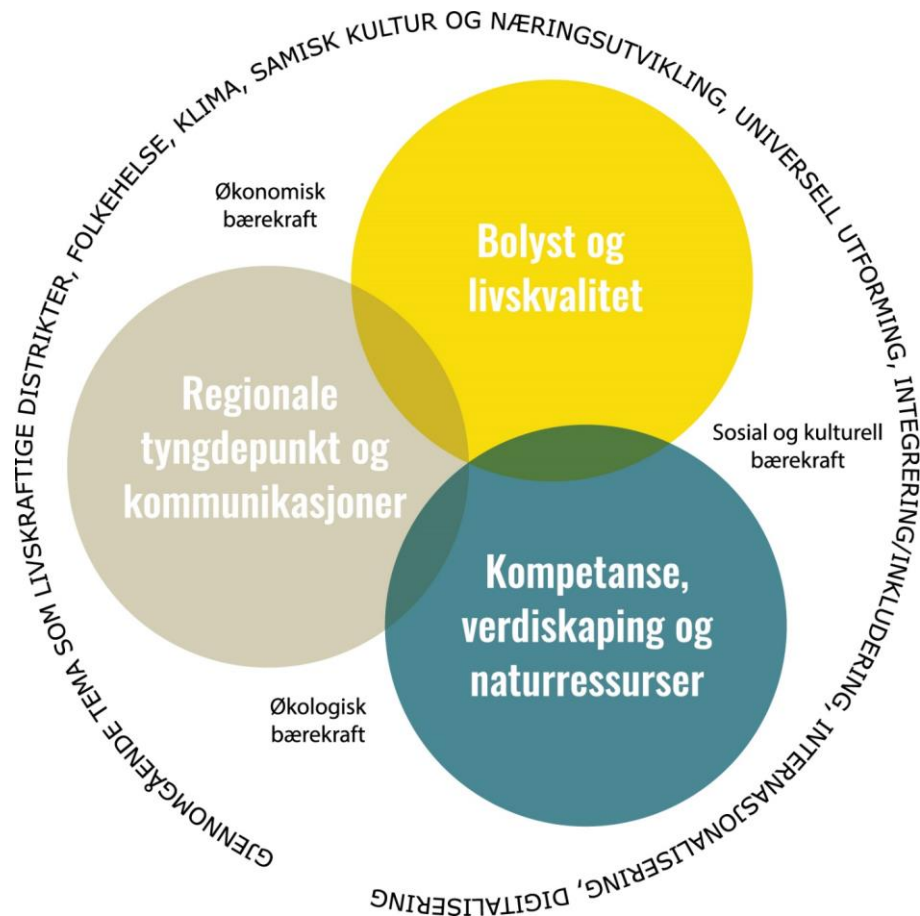 GJENNOMGÅENDE TEMA SOM LIVSKRAFTIGE DISTRIKTER, FOLKEHELSE, KLIMA, SAMISK KULTUR OG NÆRINGSUTVIKLING, UNIVERSELL UTFORMING, INTEGRERING/INKLUDERING, INTERNASJONALISERING, DIGITALISERING
Økonomisk
bærekraft
Bolyst og
livskvalitet
Regionale
tyngdepunkt og
kommunikasjoner
Sosial og kulturell
bærekraft
Kompetanse,
verdiskaping og
naturressurser
Økologisk
bærekraft